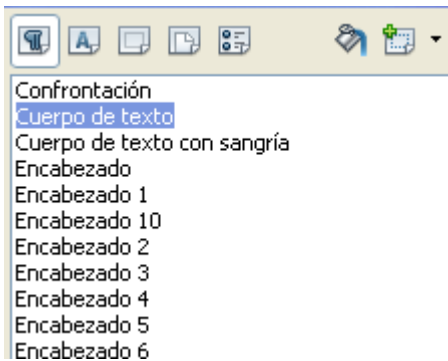 Confrontación
Cuerpo de texto
Cuerpo de texto con sangría
Encabezado
Encabezado 1
Encabezado 10
Encabezado 2
Encabezado 3
Encabezado 4
Encabezado 5
Encabezado 6